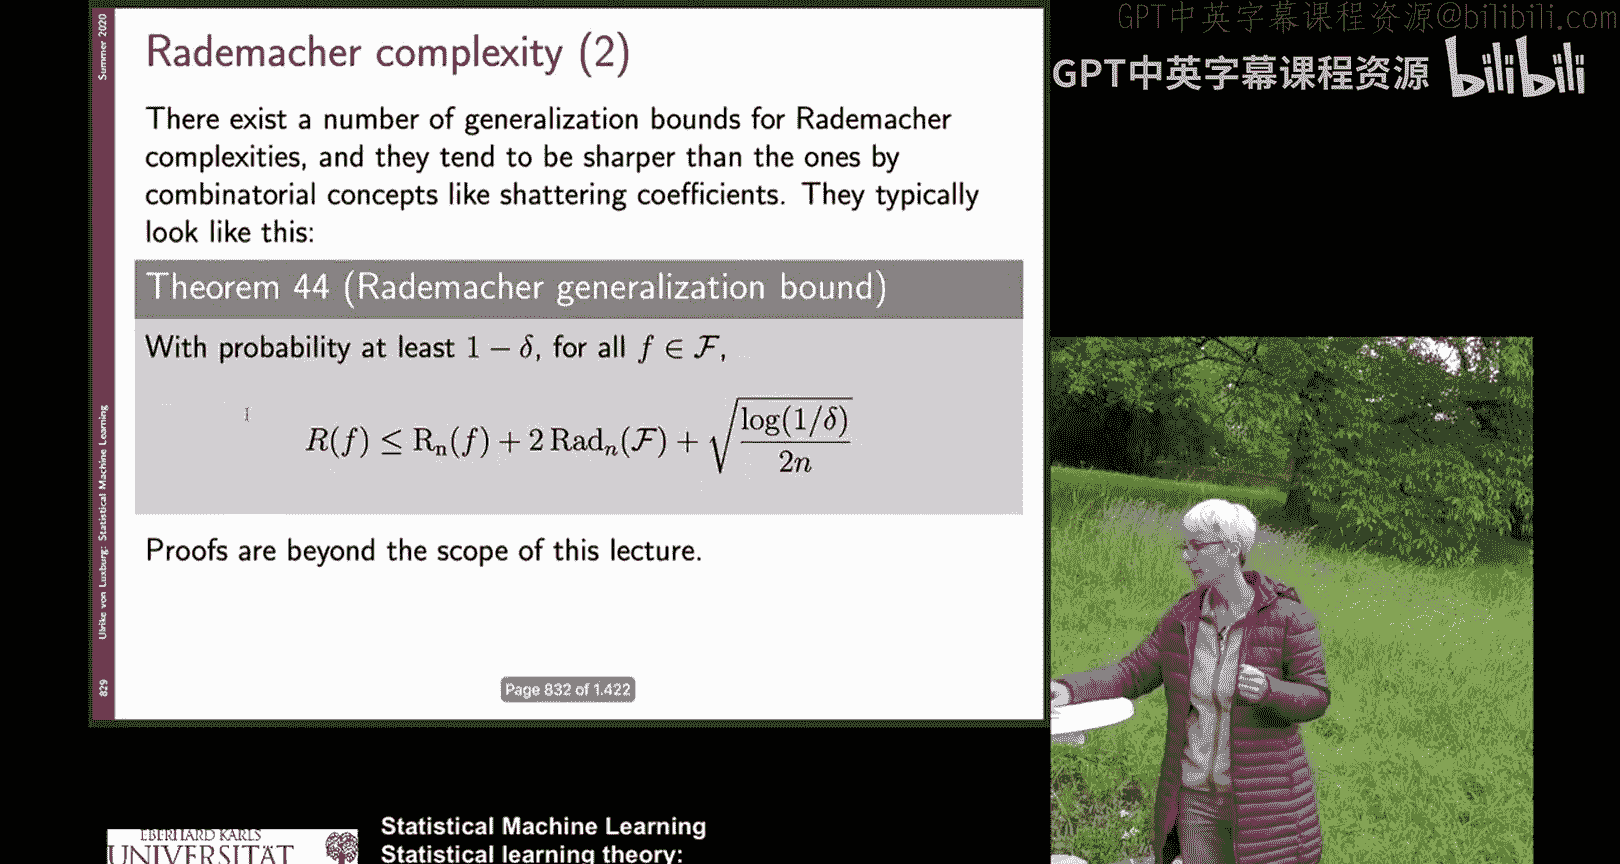 GPT中英字幕课程资源@bilibili.com
GPT中英字幕课程资源 bilibili
Summer 2020
Rademacher complexity (2)
There exist a number of generalization bounds for Rademacher
complexities, and they tend to be sharper than the ones by
combinatorial concepts like shattering coefficients. They typically
look like this:
Theorem 44 (Rademacher generalization bound)
With probability at least 1 − δ, for all f ∈ ℱ,
R(f) ≤ Rₙ(f) + 2 Radₙ(ℱ) + √(log(1/δ)/2n)
Proofs are beyond the scope of this lecture.
Ulrike von Luxburg: Statistical Machine Learning
829
Page 832 of 1.422
EBERHARD KARLS
UNIVERSITÄT
Statistical Machine Learning
Statistical learning theory: